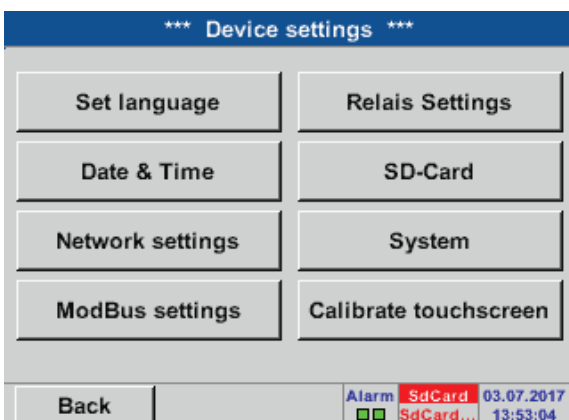 *** Device settings ***
Set language
Relais Settings
Date & Time
SD-Card
Network settings
System
ModBus settings
Calibrate touchscreen
Back
Alarm SdCard 03.07.2017
SdCard... 13:53:04